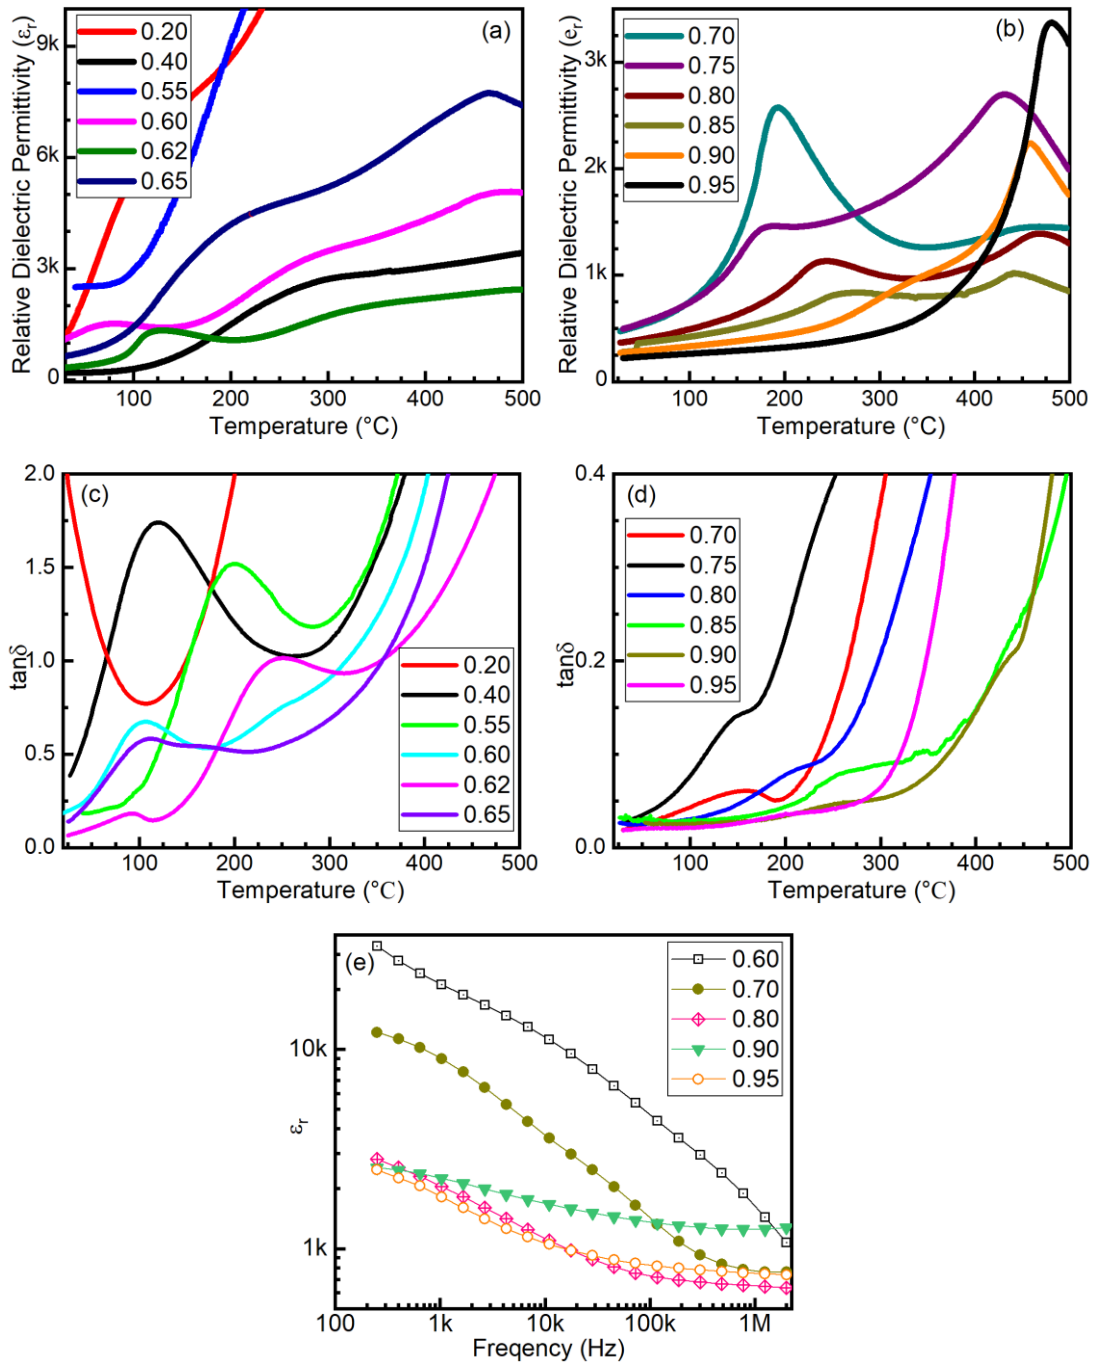 (a)
0.20
0.40
0.55
0.60
0.62
0.65
9k
6k
3k
0
100 200 300 400 500
Temperature (°C)
Relative Dielectric Permittivity (εr)
(b)
0.70
0.75
0.80
0.85
0.90
0.95
3k
2k
1k
0
100 200 300 400 500
Temperature (°C)
Relative Dielectric Permittivity (er)
(c)
0.20
0.40
0.55
0.60
0.62
0.65
2.0
1.5
1.0
0.5
0.0
100 200 300 400 500
Temperature (°C)
tanδ
(d)
0.70
0.75
0.80
0.85
0.90
0.95
0.4
0.2
0.0
100 200 300 400 500
Temperature (°C)
tanδ
(e)
0.60
0.70
0.80
0.90
0.95
10k
1k
100 1k 10k 100k 1M
Freqency (Hz)
εr